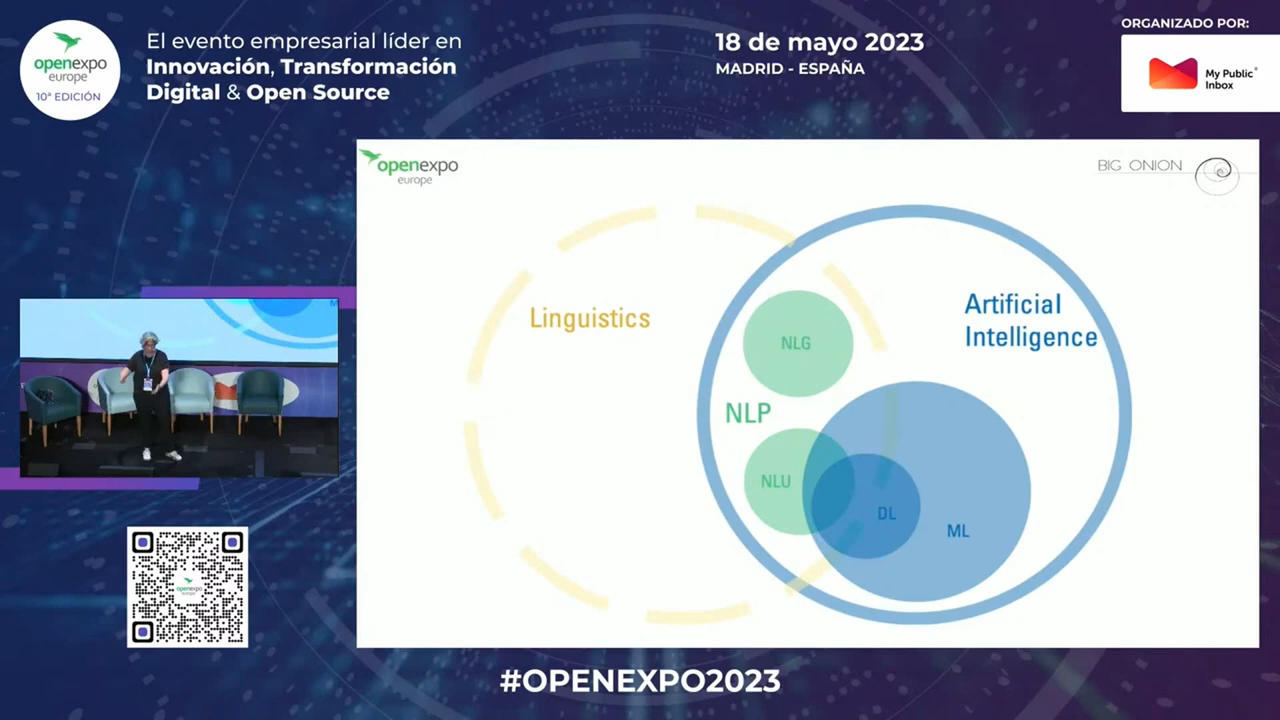 openexpo
europe
10ª EDICIÓN
El evento empresarial líder en
Innovación, Transformación
Digital & Open Source
18 de mayo 2023
MADRID - ESPAÑA
ORGANIZADO POR:
My Public
Inbox
openexpo
europe
BIG ONION
Linguistics
Artificial
Intelligence
NLG
NLP
NLU
DL
ML
openexpo
#OPENEXPO2023